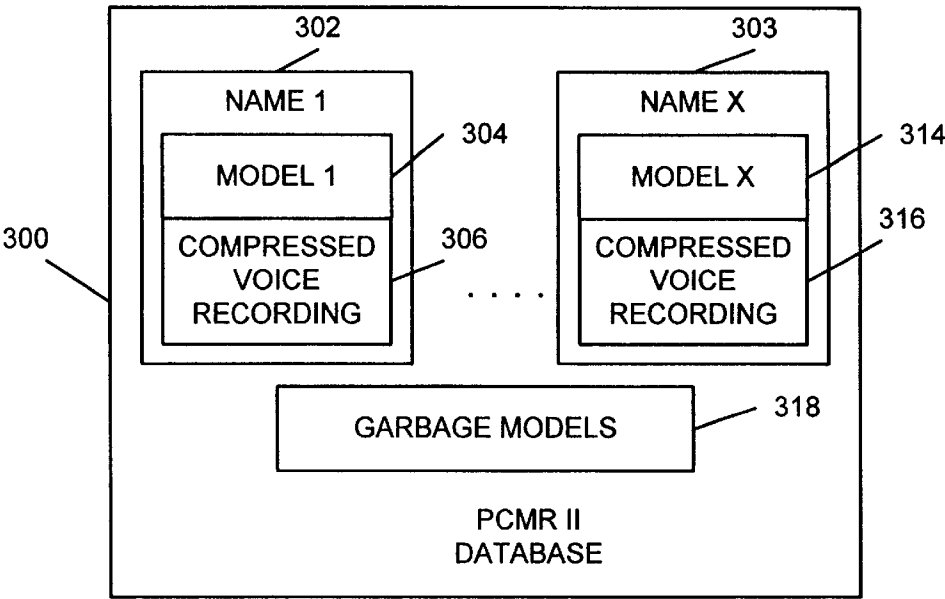 302
303
NAME 1
NAME X
304
314
MODEL 1
MODEL X
300
306
316
COMPRESSED
VOICE
RECORDING
. . . .
COMPRESSED
VOICE
RECORDING
GARBAGE MODELS
318
PCMR II
DATABASE